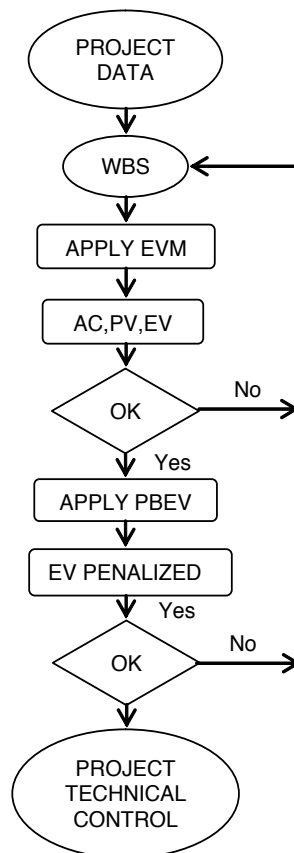 PROJECT
DATA
WBS
APPLY EVM
AC,PV,EV
OK
No
Yes
APPLY PBEV
EV PENALIZED
Yes
OK
No
PROJECT
TECHNICAL
CONTROL